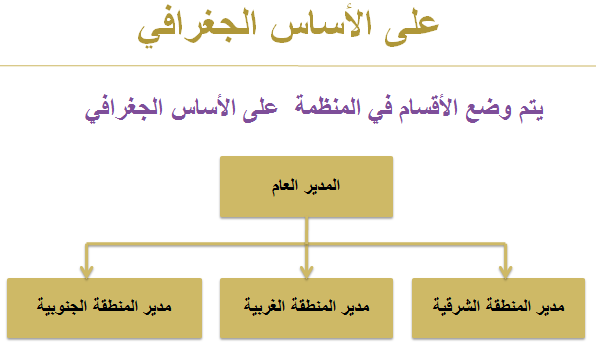 على الأساس الجغرافي
يتم وضع الأقسام في المنظمة على الأساس الجغرافي
المدير العام
مدير المنطقة الشرقية
مدير المنطقة الغربية
مدير المنطقة الجنوبية